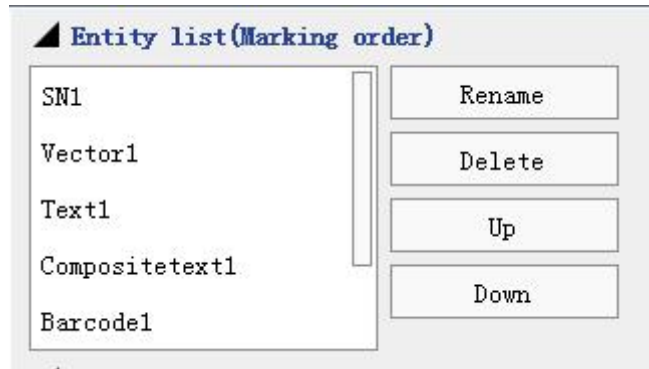 Entity list(Marking order)
SN1
Vector1
Text1
Compositetext1
Barcode1
Rename
Delete
Up
Down